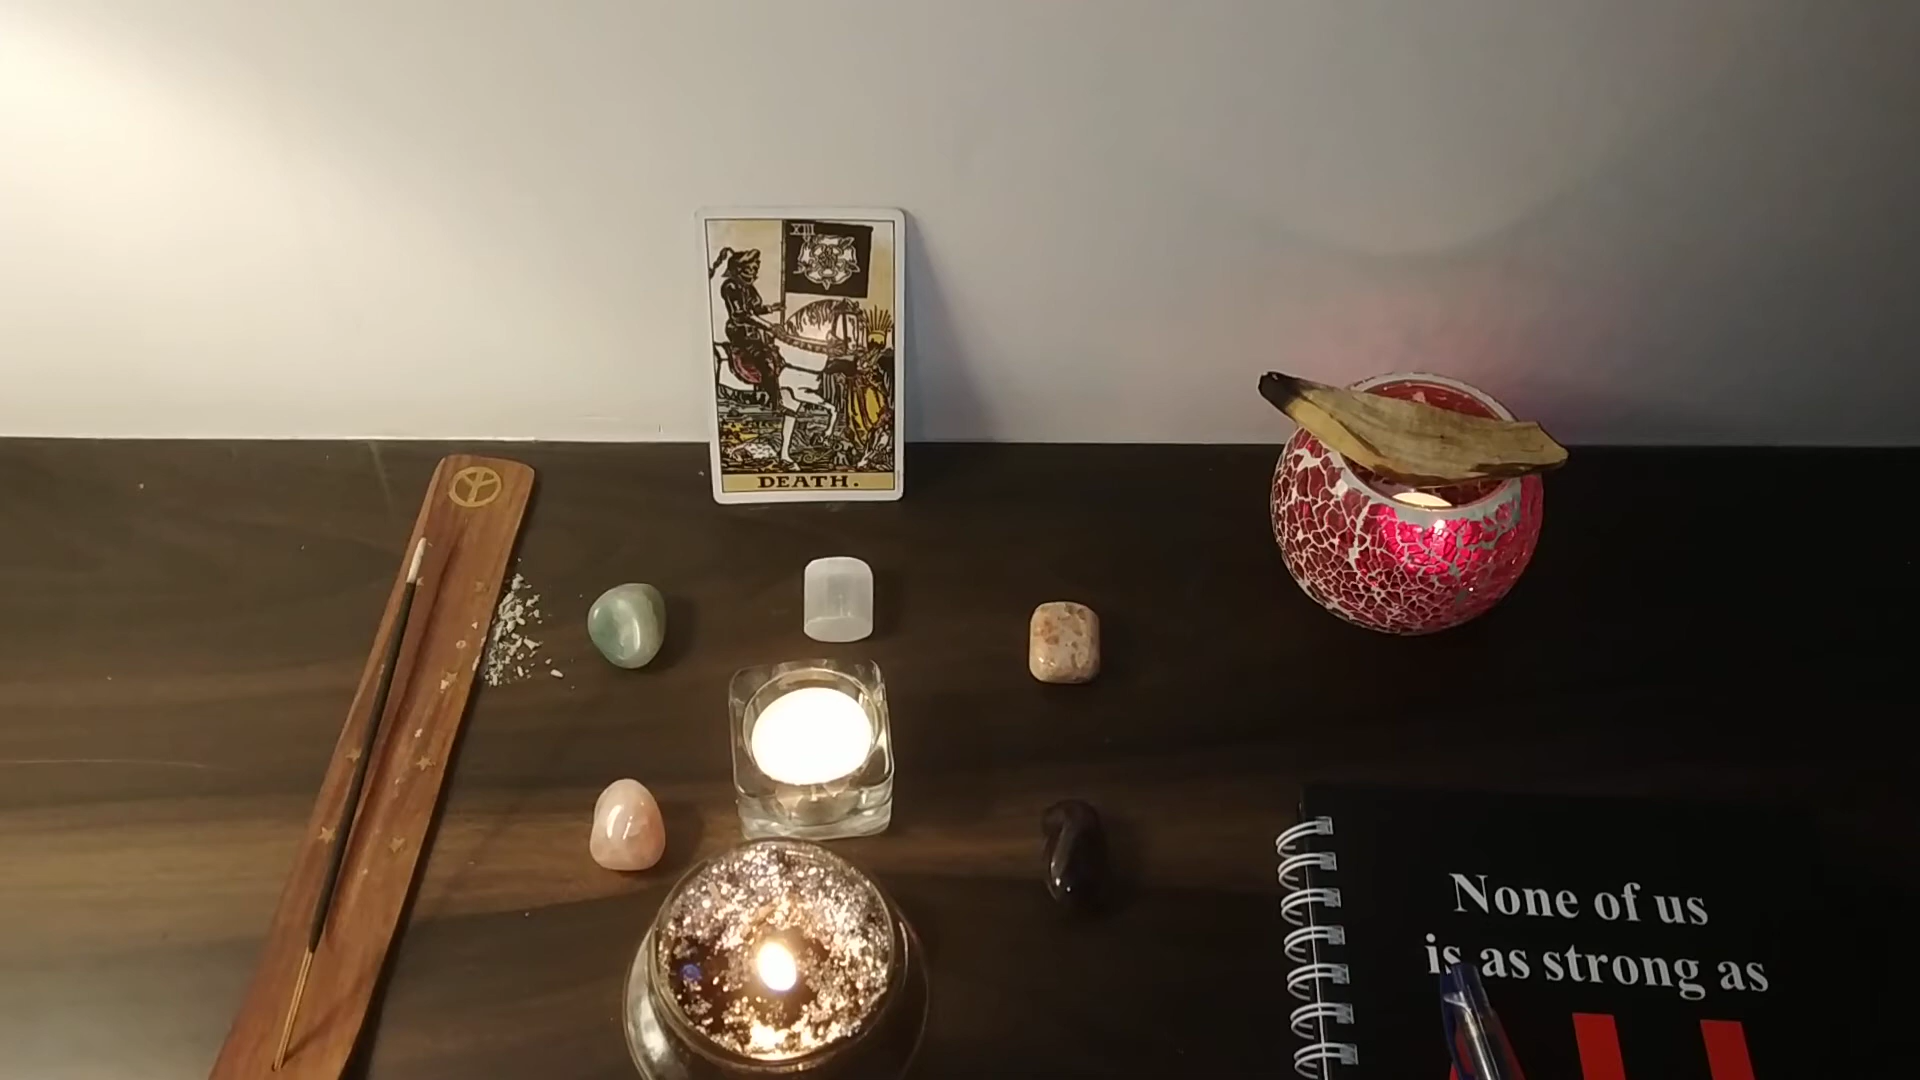 XIII
DEATH.
None of us
is as strong as